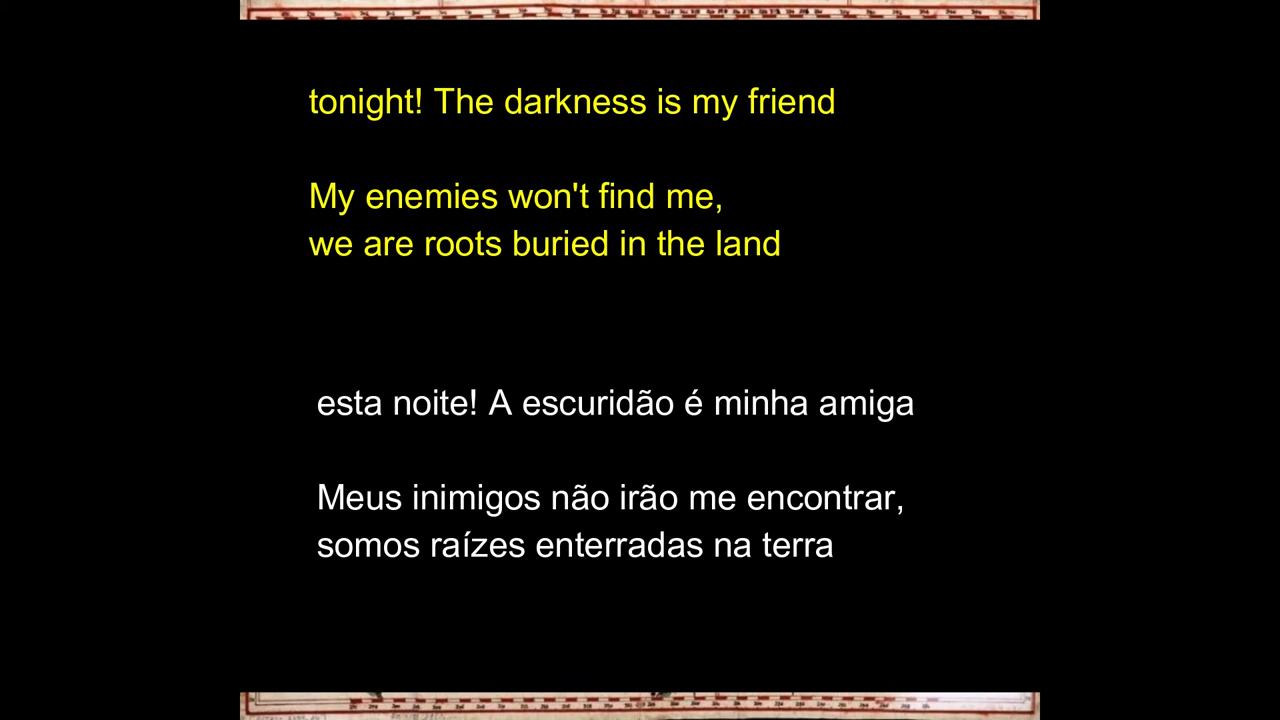 tonight! The darkness is my friend
My enemies won't find me,
we are roots buried in the land
esta noite! A escuridão é minha amiga
Meus inimigos não irão me encontrar,
somos raízes enterradas na terra